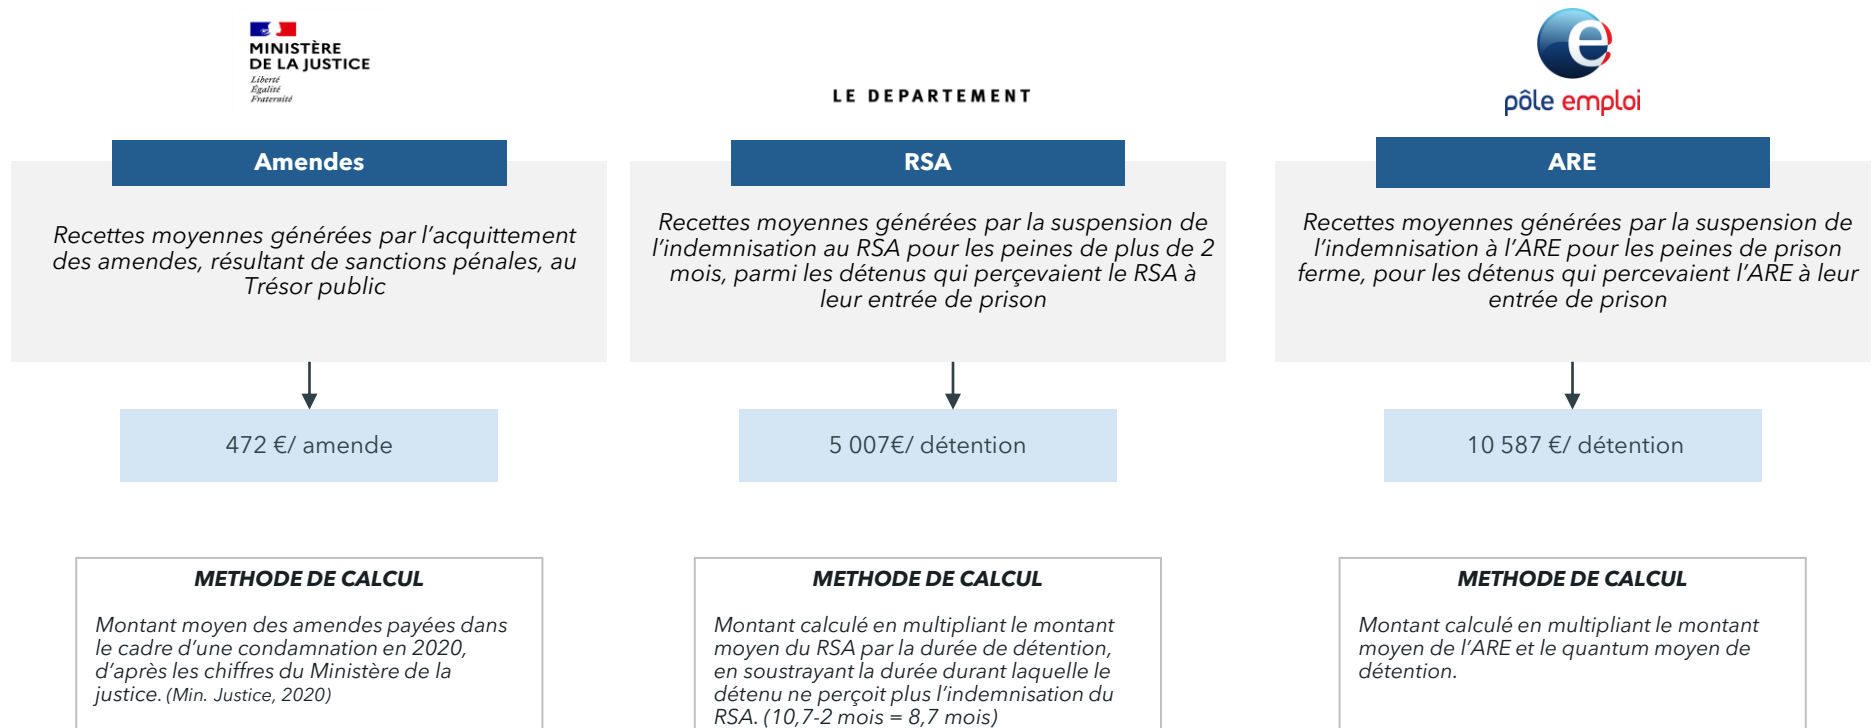 MINISTÈRE
DE LA JUSTICE
Liberté
Égalité
Fraternité
LE DEPARTEMENT
pôle emploi
Amendes
Recettes moyennes générées par l'acquittement
des amendes, résultant de sanctions pénales, au
Trésor public
472 €/ amende
METHODE DE CALCUL
Montant moyen des amendes payées dans
le cadre d'une condamnation en 2020,
d'après les chiffres du Ministère de la
justice. (Min. Justice, 2020)
RSA
Recettes moyennes générées par la suspension de
l'indemnisation au RSA pour les peines de plus de 2
mois, parmi les détenus qui perçevaient le RSA à
leur entrée de prison
5 007€/ détention
METHODE DE CALCUL
Montant calculé en multipliant le montant
moyen du RSA par la durée de détention,
en soustrayant la durée durant laquelle le
détenu ne perçoit plus l'indemnisation du
RSA. (10,7-2 mois = 8,7 mois)
ARE
Recettes moyennes générées par la suspension de
l'indemnisation à l'ARE pour les peines de prison
ferme, pour les détenus qui percevaient l'ARE à leur
entrée de prison
10 587 €/ détention
METHODE DE CALCUL
Montant calculé en multipliant le montant
moyen de l'ARE et le quantum moyen de
détention.